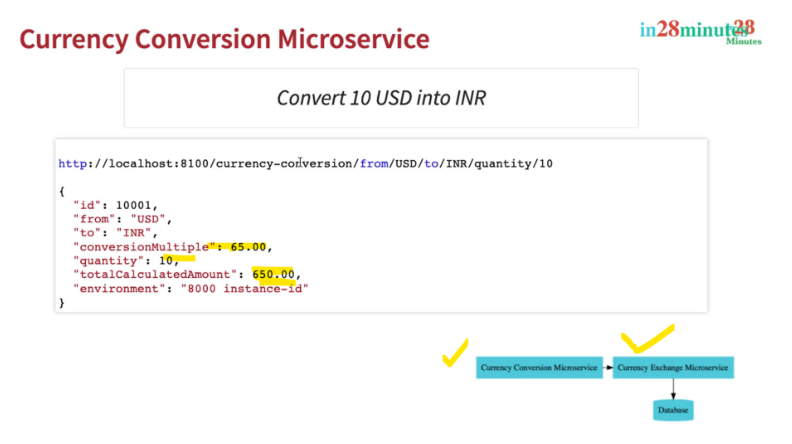 Currency Conversion Microservice
in28minutes
28
Minutes
Convert 10 USD into INR
http://localhost:8100/currency-conversion/from/USD/to/INR/quantity/10
{
"id": 10001,
"from": "USD",
"to": "INR",
"conversionMultiple": 65.00,
"quantity": 10,
"totalCalculatedAmount": 650.00,
"environment": "8000 instance-id"
}
Currency Conversion Microservice
Currency Exchange Microservice
Database